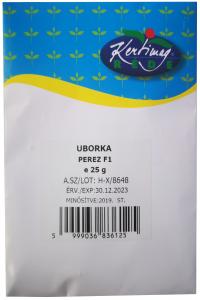 Kertimag
RÉDE
UBORKA
PEREZ F1
e 25 g
A.SZ/LOT: H-X/8648
ÉRV./EXP:30.12.2023
MINŐSÍTVE:2019. ST.
5 999036 836123